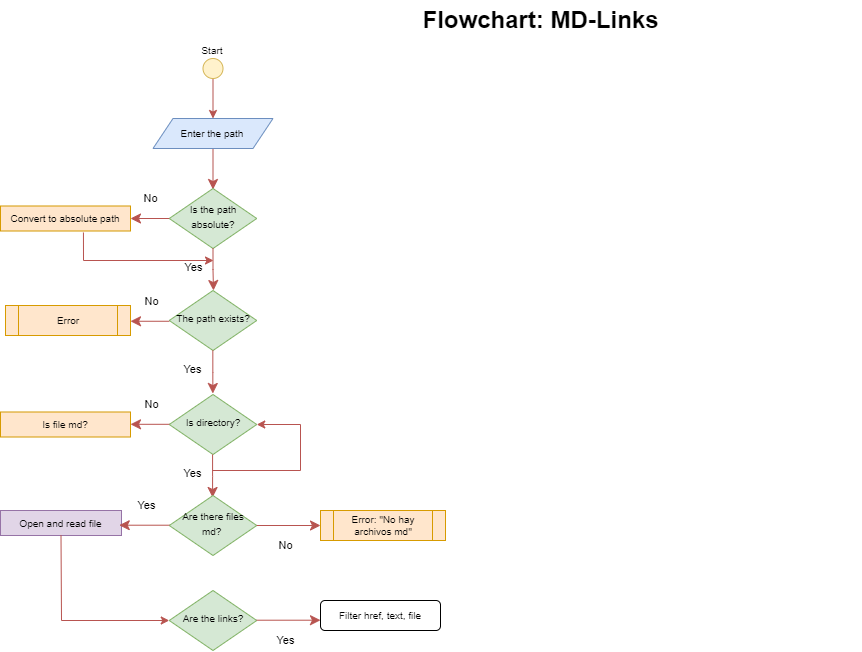 Flowchart: MD-Links
Start
Enter the path
No
Is the path
absolute?
Convert to absolute path
Yes
No
The path exists?
Error
Yes
No
Is directory?
Is file md?
Yes
Yes
Are there files
md?
Open and read file
Error: "No hay
archivos md"
No
Are the links?
Filter href, text, file
Yes